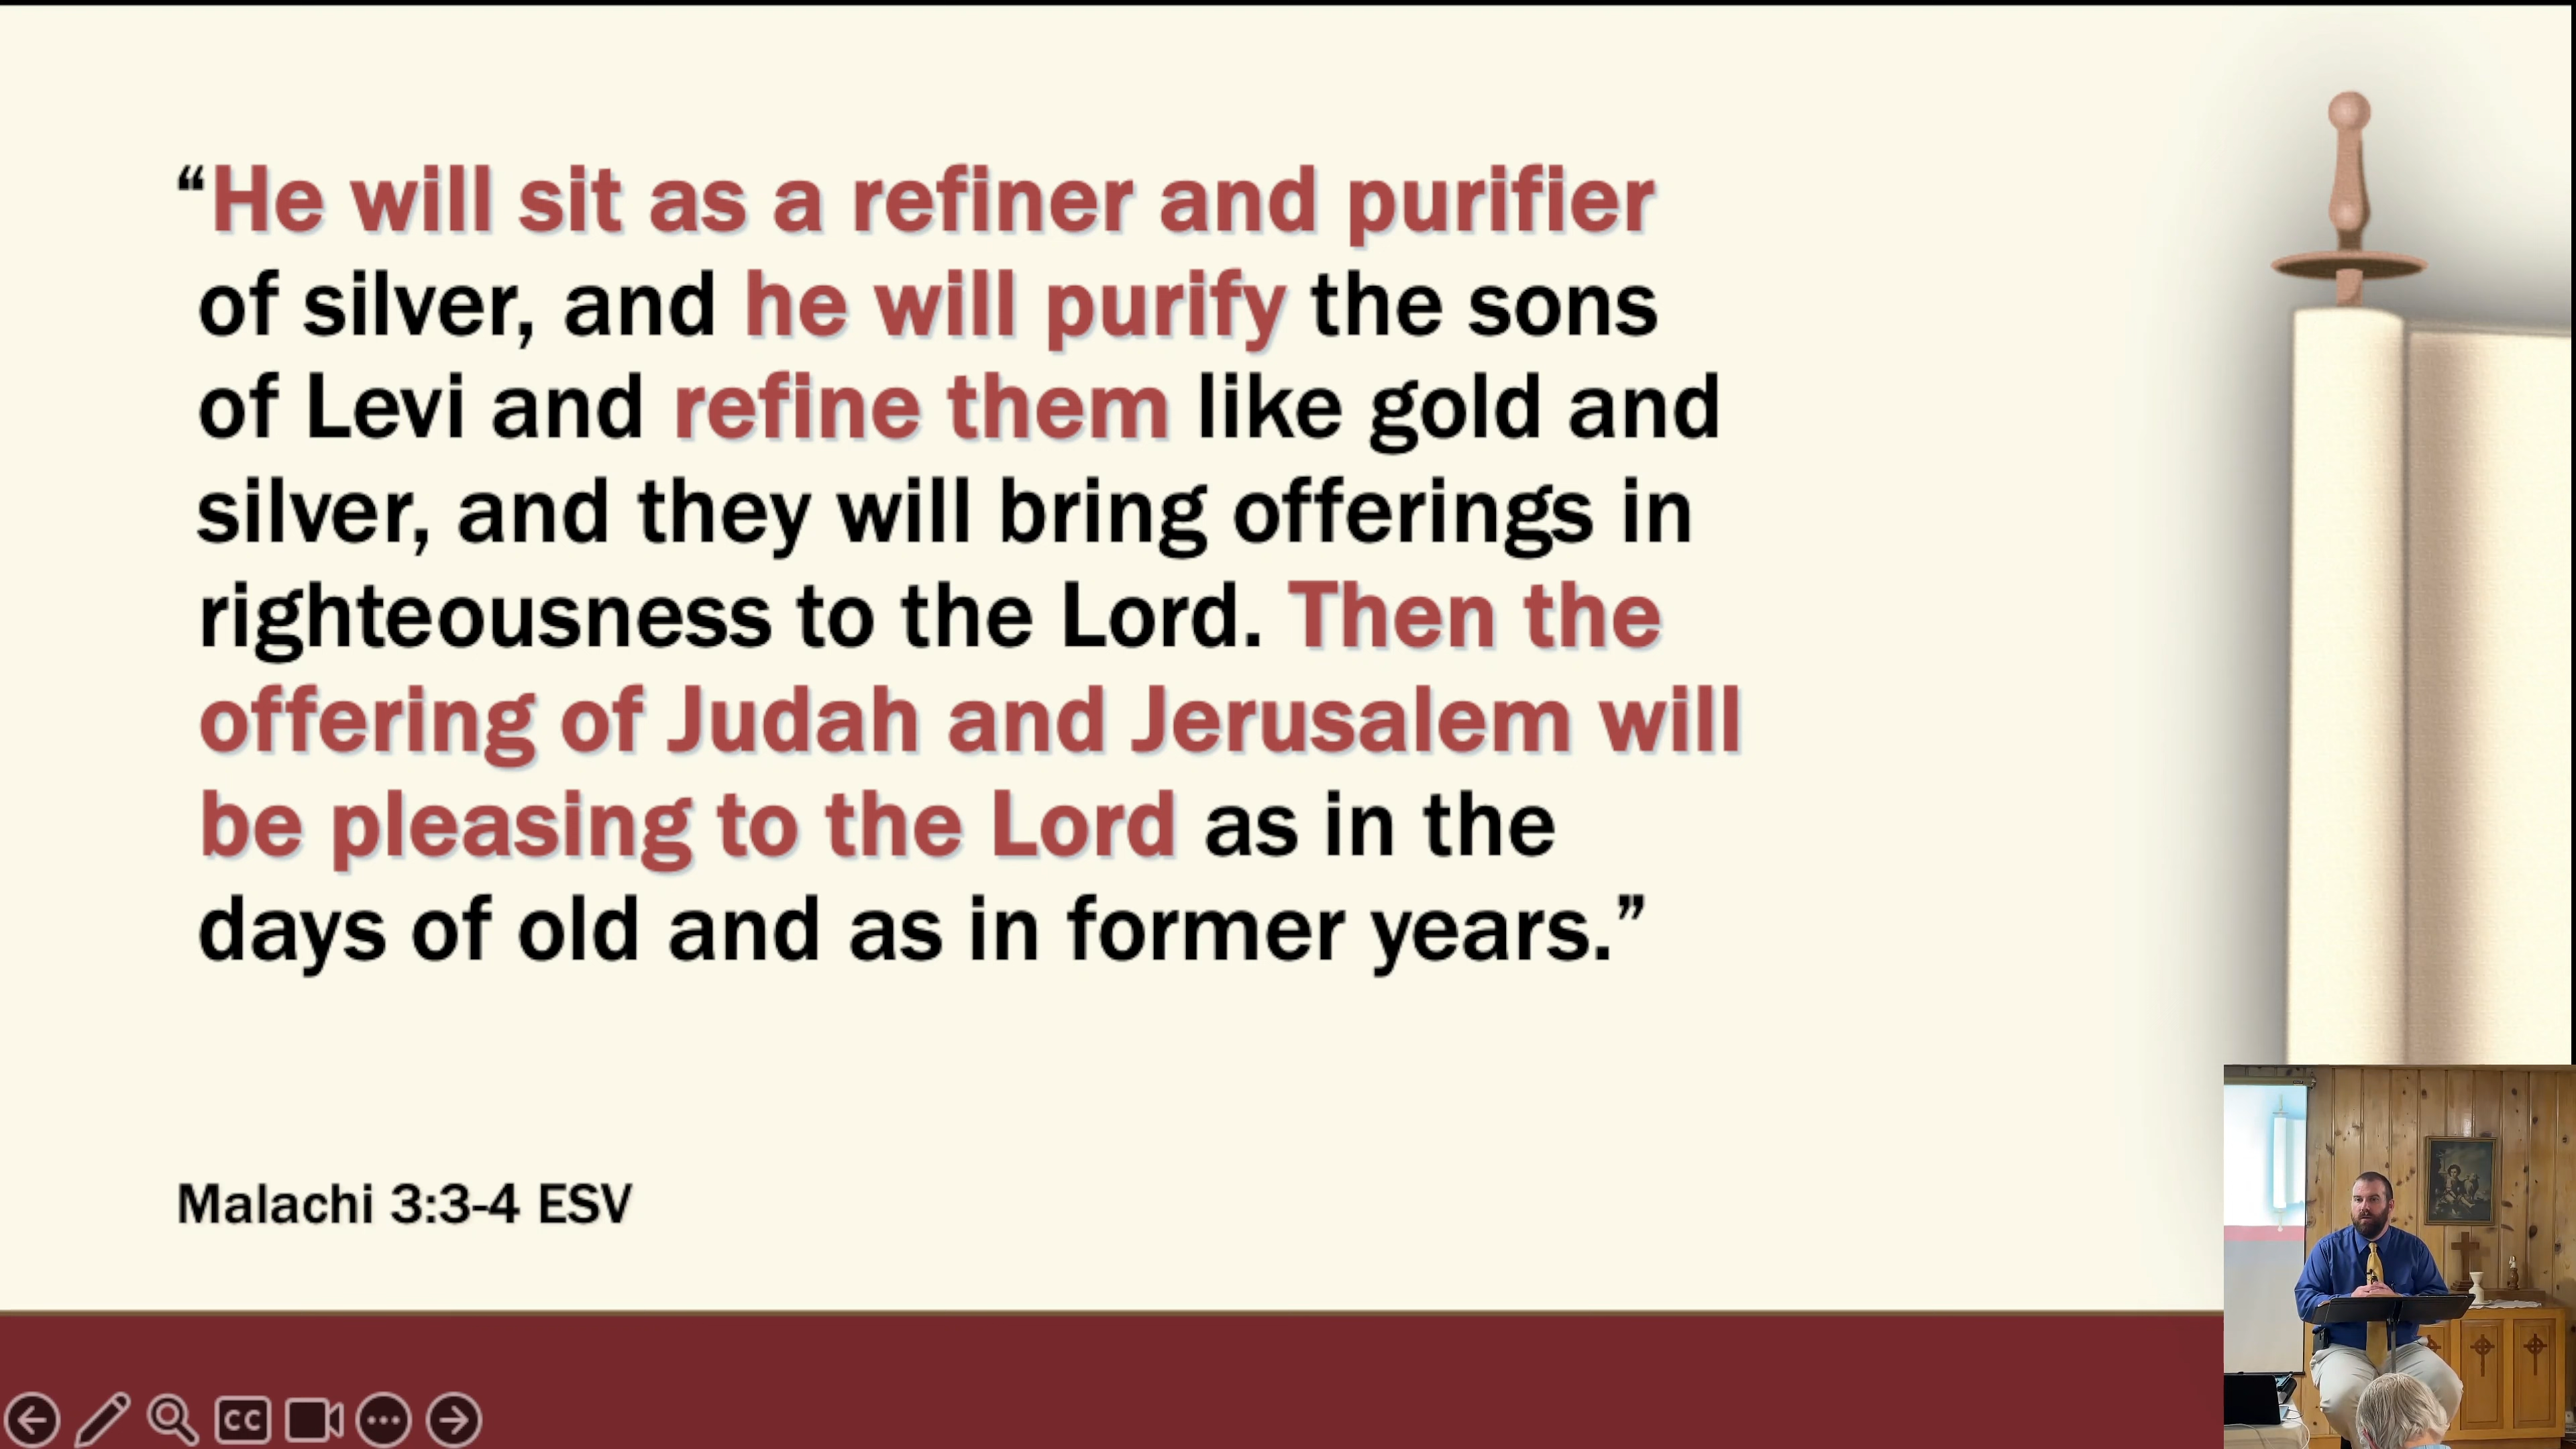 “He will sit as a refiner and purifier
of silver, and he will purify the sons
of Levi and refine them like gold and
silver, and they will bring offerings in
righteousness to the Lord. Then the
offering of Judah and Jerusalem will
be pleasing to the Lord as in the
days of old and as in former years.”
Malachi 3:3-4 ESV
CC